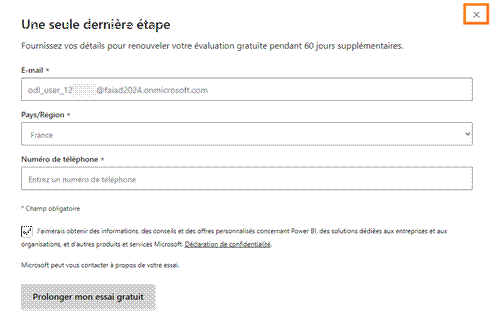 Une seule dernière étape
Fournissez vos détails pour renouveler votre évaluation gratuite pendant 60 jours supplémentaires.
E-mail *
odl_user_12 @faiad2024.onmicrosoft.com
Pays/Région *
France
Numéro de téléphone *
Entrez un numéro de téléphone
* Champ obligatoire
J'aimerais obtenir des informations, des conseils et des offres personnalisés concernant Power BI, des solutions dédiées aux entreprises et aux
organisations, et d'autres produits et services Microsoft. Déclaration de confidentialité.
Microsoft peut vous contacter à propos de votre essai.
Prolonger mon essai gratuit